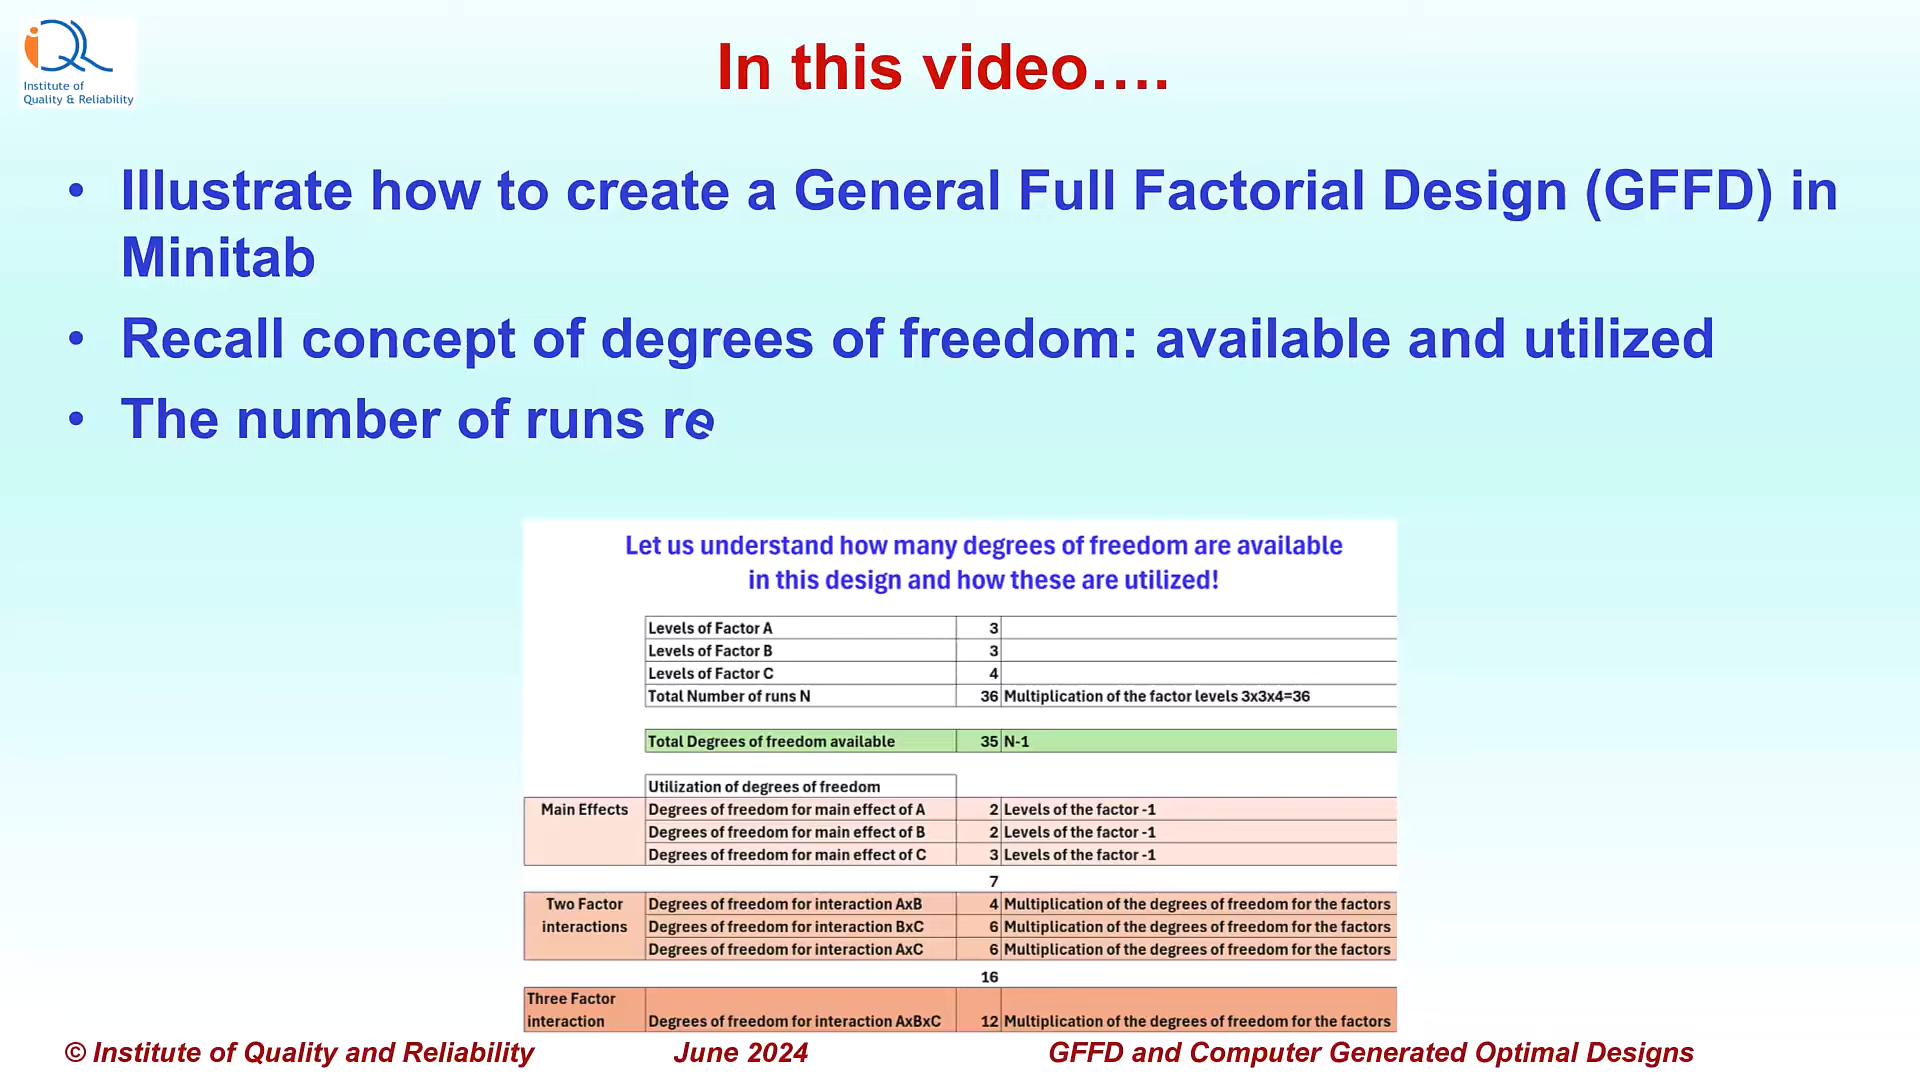 Institute of
Quality & Reliability
In this video….
• Illustrate how to create a General Full Factorial Design (GFFD) in
Minitab
• Recall concept of degrees of freedom: available and utilized
• The number of runs re
Let us understand how many degrees of freedom are available
in this design and how these are utilized!
Levels of Factor A 3
Levels of Factor B 3
Levels of Factor C 4
Total Number of runs N 36 Multiplication of the factor levels 3x3x4=36
Total Degrees of freedom available 35 N-1
Utilization of degrees of freedom
Main Effects Degrees of freedom for main effect of A 2 Levels of the factor -1
Degrees of freedom for main effect of B 2 Levels of the factor -1
Degrees of freedom for main effect of C 3 Levels of the factor -1
7
Two Factor Degrees of freedom for interaction AxB 4 Multiplication of the degrees of freedom for the factors
interactions Degrees of freedom for interaction BxC 6 Multiplication of the degrees of freedom for the factors
Degrees of freedom for interaction AxC 6 Multiplication of the degrees of freedom for the factors
16
Three Factor
interaction Degrees of freedom for interaction AxBxC 12 Multiplication of the degrees of freedom for the factors
© Institute of Quality and Reliability June 2024 GFFD and Computer Generated Optimal Designs